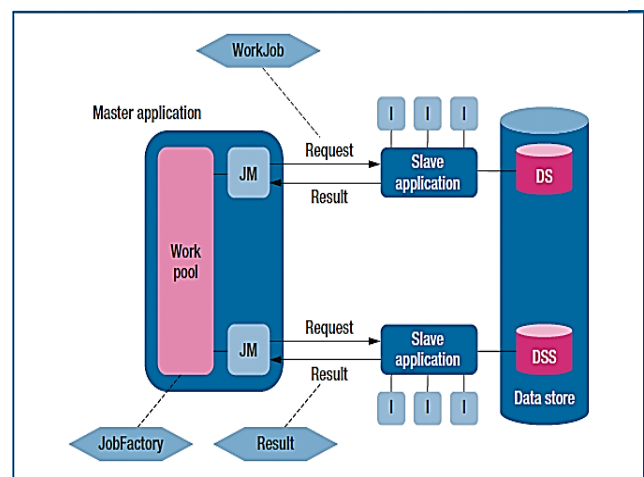 WorkJob
Master application
I I I
JM
Request
Result
Slave
application
DS
Work
pool
JM
Request
Result
Slave
application
DSS
I I I
Data store
JobFactory
Result